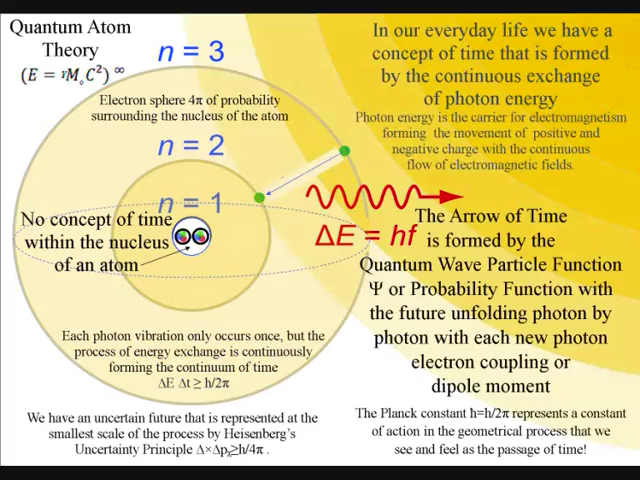 Quantum Atom
Theory
(E = γM₀C²) ∞
n = 3
Electron sphere 4π of probability
surrounding the nucleus of the atom
n = 2
n = 1
No concept of time
within the nucleus
of an atom
Each photon vibration only occurs once, but the
process of energy exchange is continuously
forming the continuum of time
ΔE Δt ≥ h/2π
We have an uncertain future that is represented at the
smallest scale of the process by Heisenberg's
Uncertainty Principle Δ×Δpₓ≥h/4π .
In our everyday life we have a
concept of time that is formed
by the continuous exchange
of photon energy
Photon energy is the carrier for electromagnetism
forming the movement of positive and
negative charge with the continuous
flow of electromagnetic fields.
ΔE = hf
The Arrow of Time
is formed by the
Quantum Wave Particle Function
Ψ or Probability Function with
the future unfolding photon by
photon with each new photon
electron coupling or
dipole moment
The Planck constant h=h/2π represents a constant
of action in the geometrical process that we
see and feel as the passage of time!